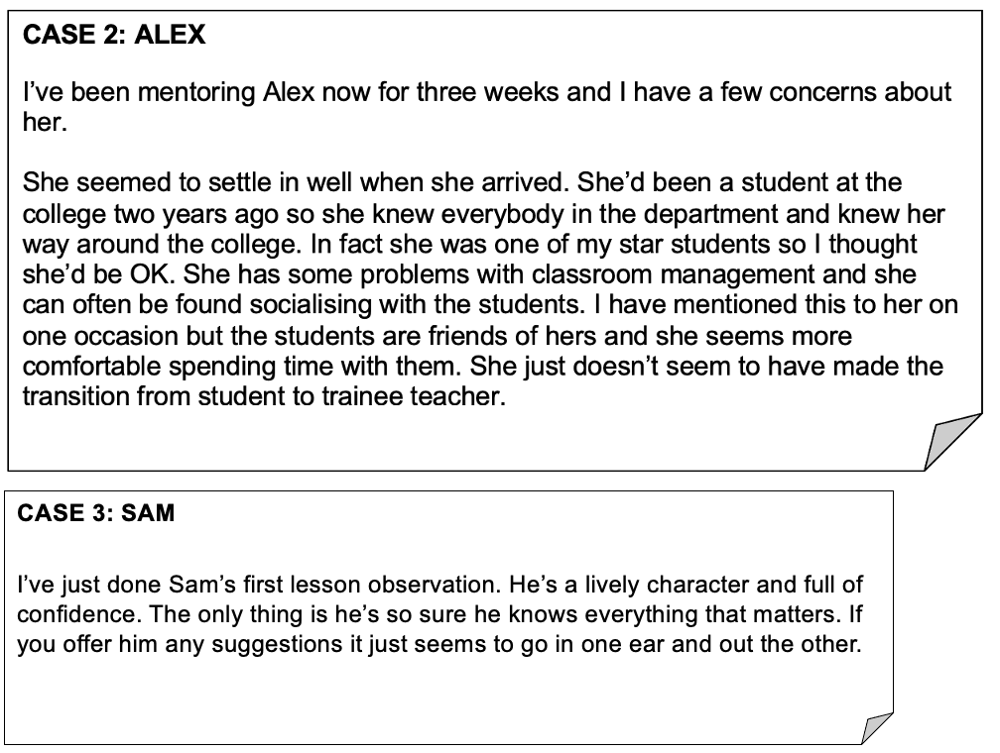 CASE 2: ALEX
I’ve been mentoring Alex now for three weeks and I have a few concerns about
her.
She seemed to settle in well when she arrived. She’d been a student at the
college two years ago so she knew everybody in the department and knew her
way around the college. In fact she was one of my star students so I thought
she’d be OK. She has some problems with classroom management and she
can often be found socialising with the students. I have mentioned this to her on
one occasion but the students are friends of hers and she seems more
comfortable spending time with them. She just doesn’t seem to have made the
transition from student to trainee teacher.
CASE 3: SAM
I’ve just done Sam’s first lesson observation. He’s a lively character and full of
confidence. The only thing is he’s so sure he knows everything that matters. If
you offer him any suggestions it just seems to go in one ear and out the other.